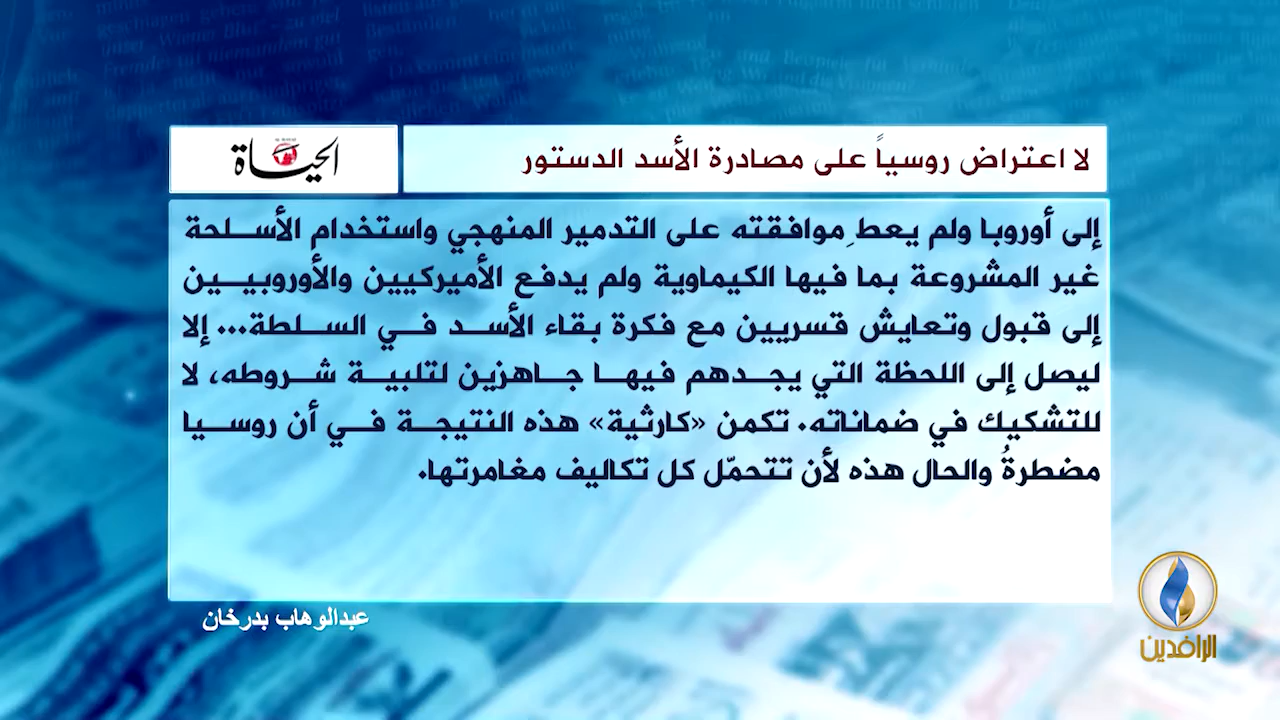 لا اعتراض روسياً على مصادرة الأسد الدستور
الحياة
إلى أوروبا ولم يعطِ موافقته على التدمير المنهجي واستخدام الأسلحة
غير المشروعة بما فيها الكيماوية ولم يدفع الأميركيين والأوروبيين
إلى قبول وتعايش قسريين مع فكرة بقاء الأسد في السلطة... إلا
ليصل إلى اللحظة التي يجدهم فيها جاهزين لتلبية شروطه، لا
للتشكيك في ضماناته. تكمن «كارثية» هذه النتيجة في أن روسيا
مضطرةُ والحال هذه لأن تتحمّل كل تكاليف مغامرتها.
عبدالوهاب بدرخان
الرافدين